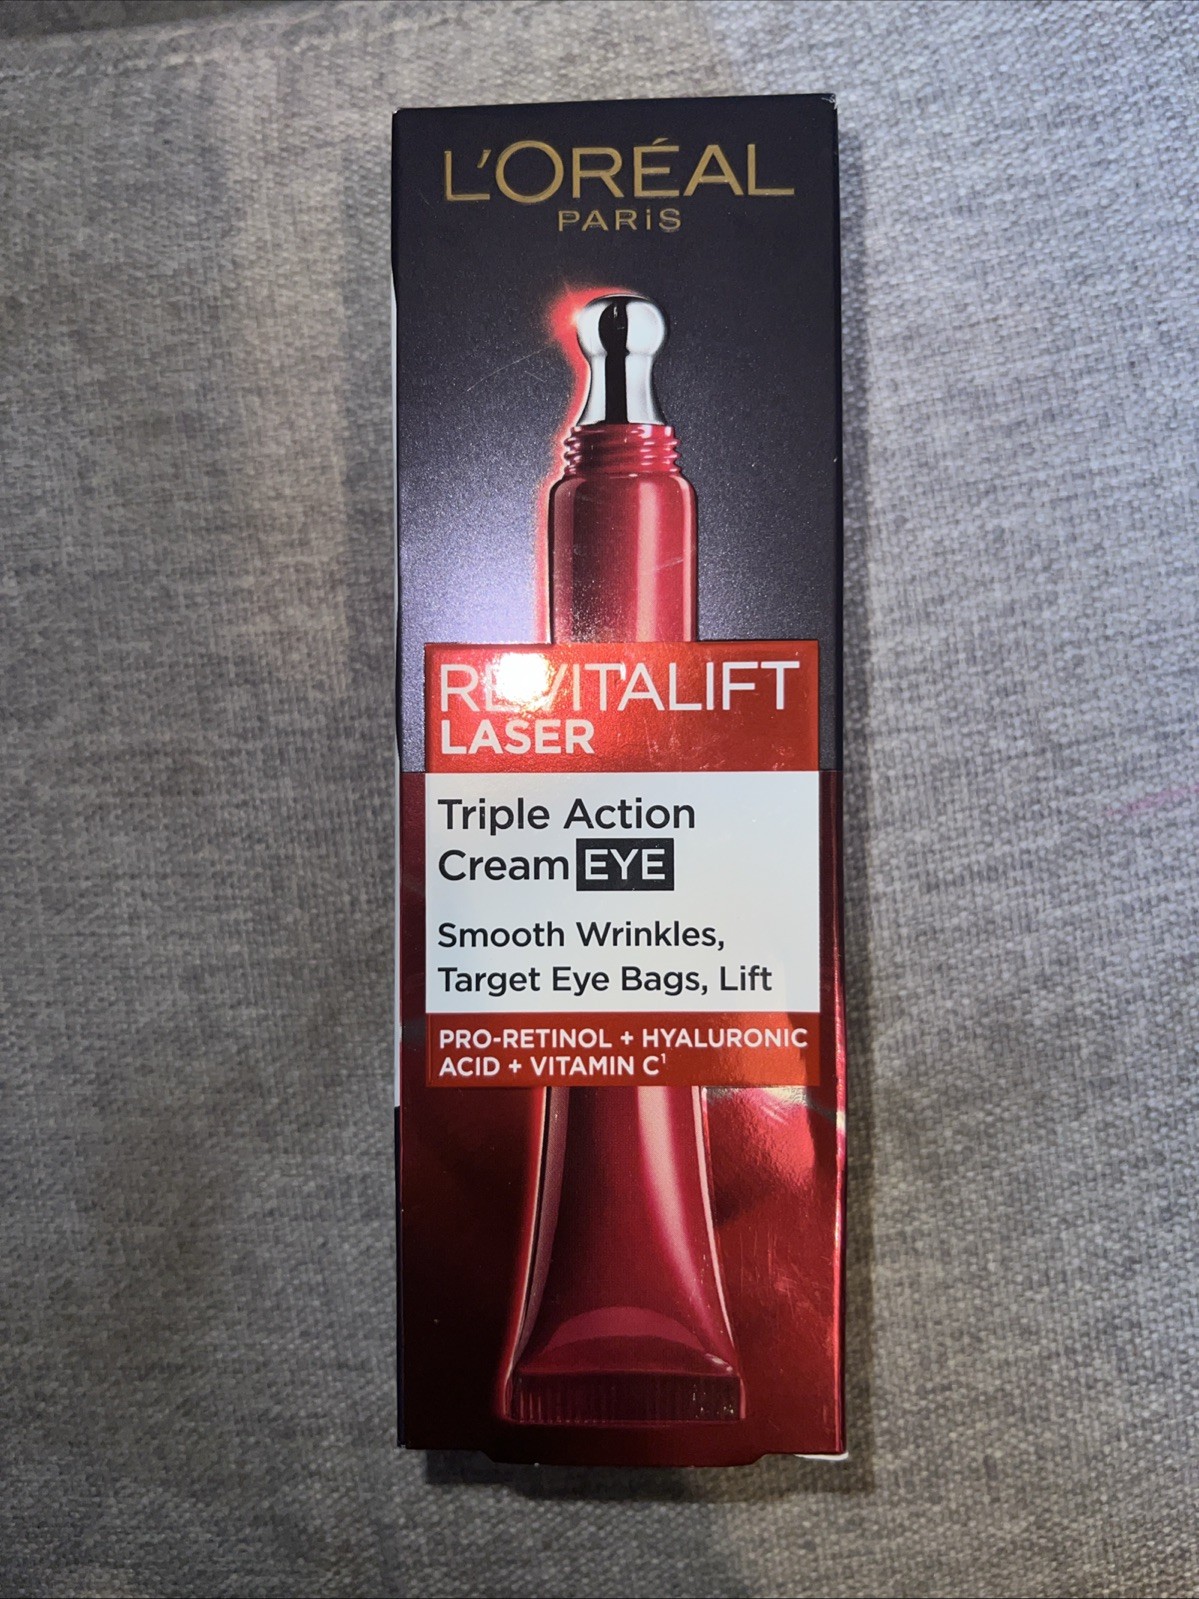 L'ORÉAL
PARiS
REVITALIFT
LASER
Triple Action
Cream EYE
Smooth Wrinkles,
Target Eye Bags, Lift
PRO-RETINOL + HYALURONIC
ACID + VITAMIN C¹